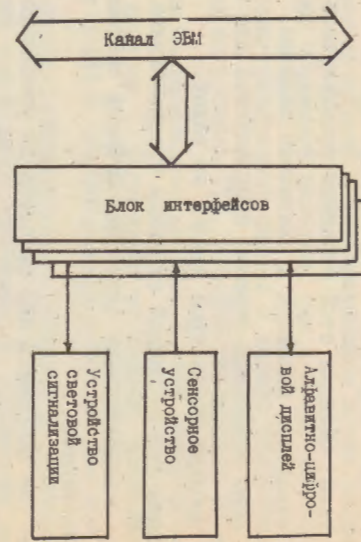 Канал ЭВМ
Блок интерфейсов
Устройство
световой
сигнализации
Сенсорное
устройство
Алфавитно-цифро-
вой дисплей